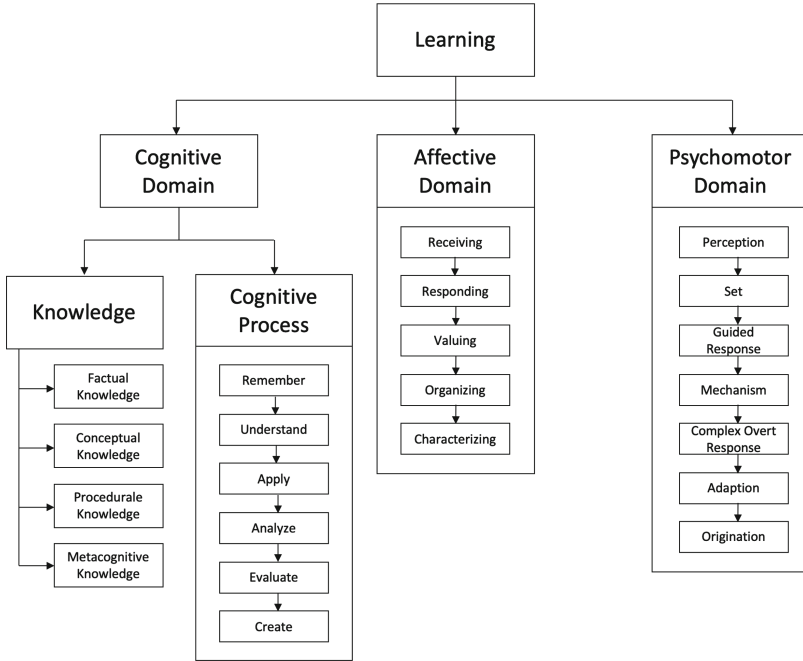 Learning
Cognitive
Domain
Affective
Domain
Psychomotor
Domain
Knowledge
Factual
Knowledge
Conceptual
Knowledge
Procedurale
Knowledge
Metacognitive
Knowledge
Cognitive
Process
Remember
Understand
Apply
Analyze
Evaluate
Create
Receiving
Responding
Valuing
Organizing
Characterizing
Perception
Set
Guided
Response
Mechanism
Complex Overt
Response
Adaption
Origination